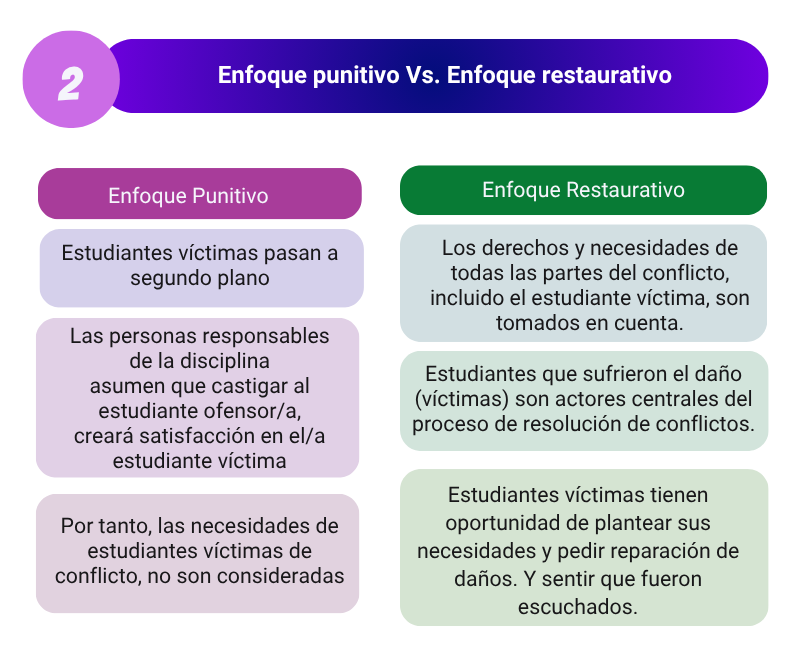 2
Enfoque punitivo Vs. Enfoque restaurativo
Enfoque Punitivo
Estudiantes víctimas pasan a
segundo plano
Las personas responsables
de la disciplina
asumen que castigar al
estudiante ofensor/a,
creará satisfacción en el/a
estudiante víctima
Por tanto, las necesidades de
estudiantes víctimas de
conflicto, no son consideradas
Enfoque Restaurativo
Los derechos y necesidades de
todas las partes del conflicto,
incluido el estudiante víctima, son
tomados en cuenta.
Estudiantes que sufrieron el daño
(víctimas) son actores centrales del
proceso de resolución de conflictos.
Estudiantes víctimas tienen
oportunidad de plantear sus
necesidades y pedir reparación de
daños. Y sentir que fueron
escuchados.